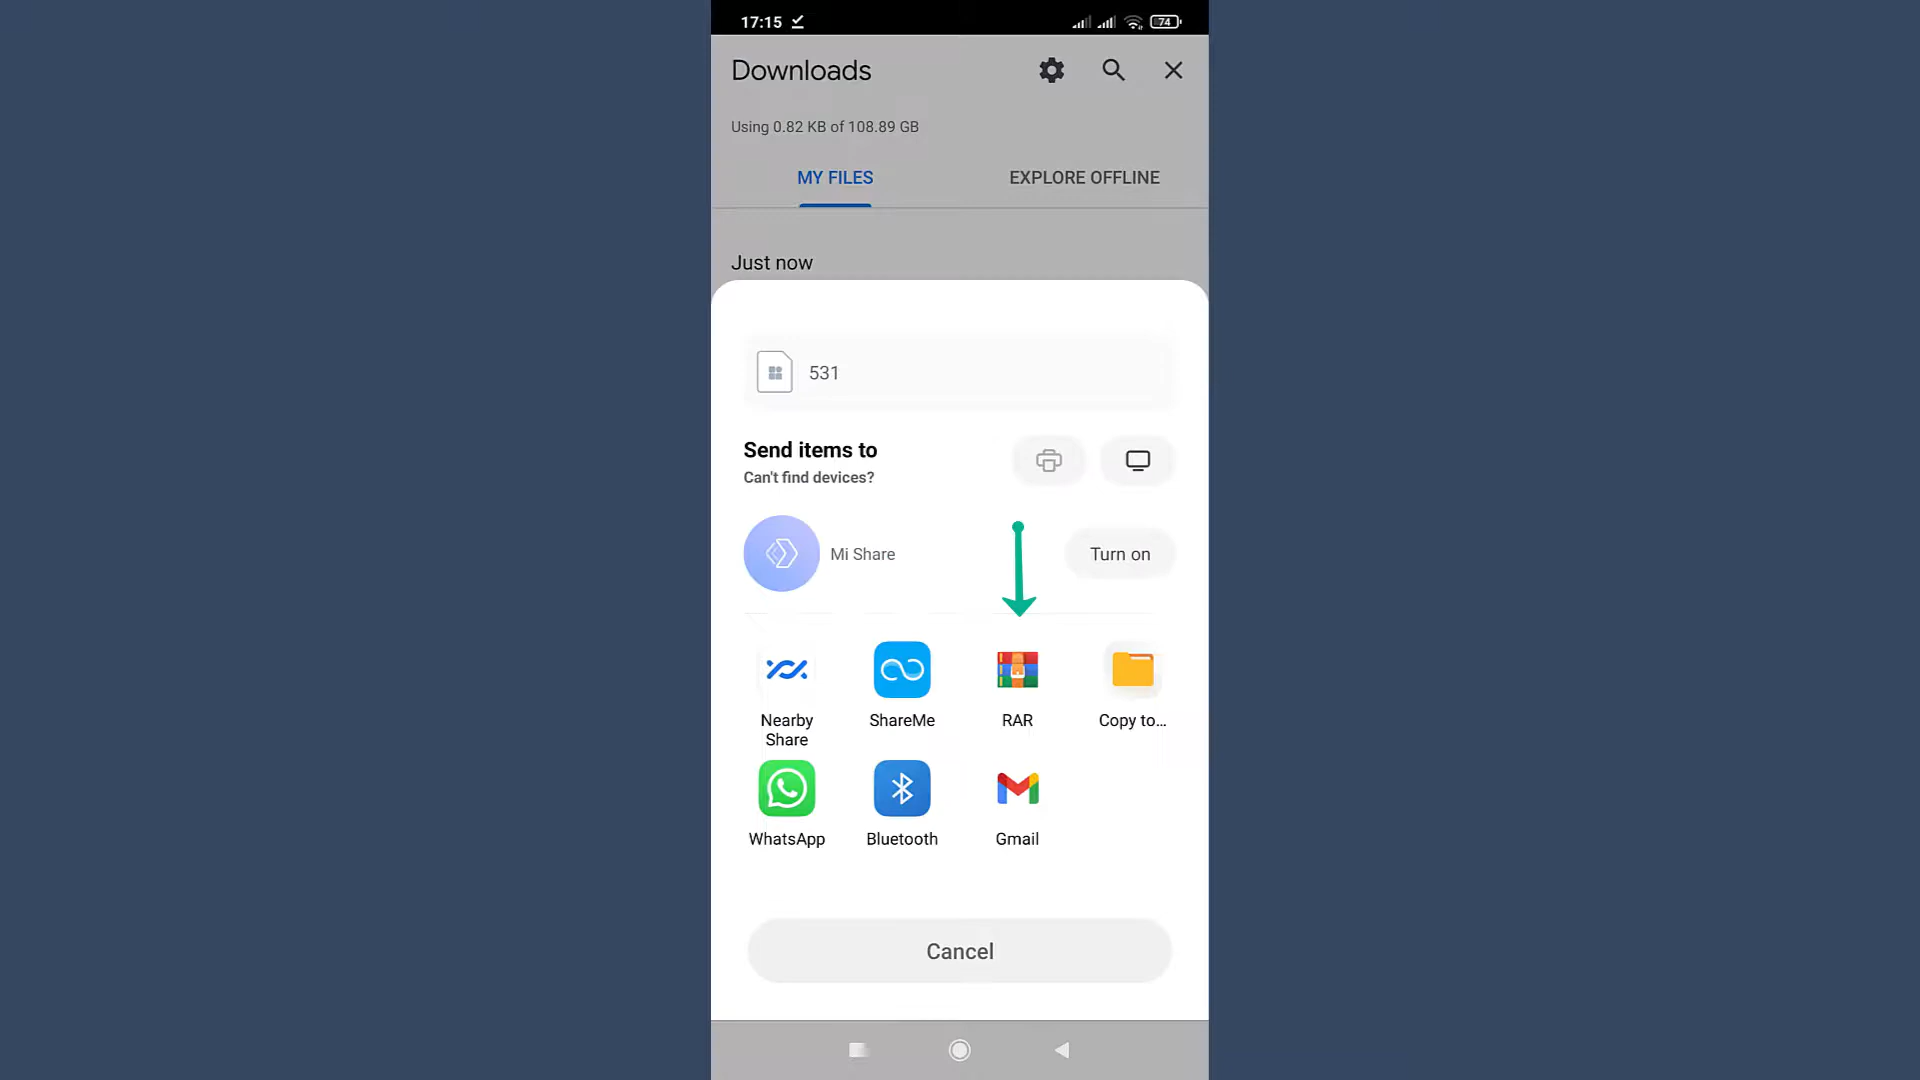 17:15
74
Downloads
Using 0.82 KB of 108.89 GB
MY FILES
EXPLORE OFFLINE
Just now
531
Send items to
Can't find devices?
Mi Share
Turn on
Nearby
Share
ShareMe
RAR
Copy to...
WhatsApp
Bluetooth
Gmail
Cancel